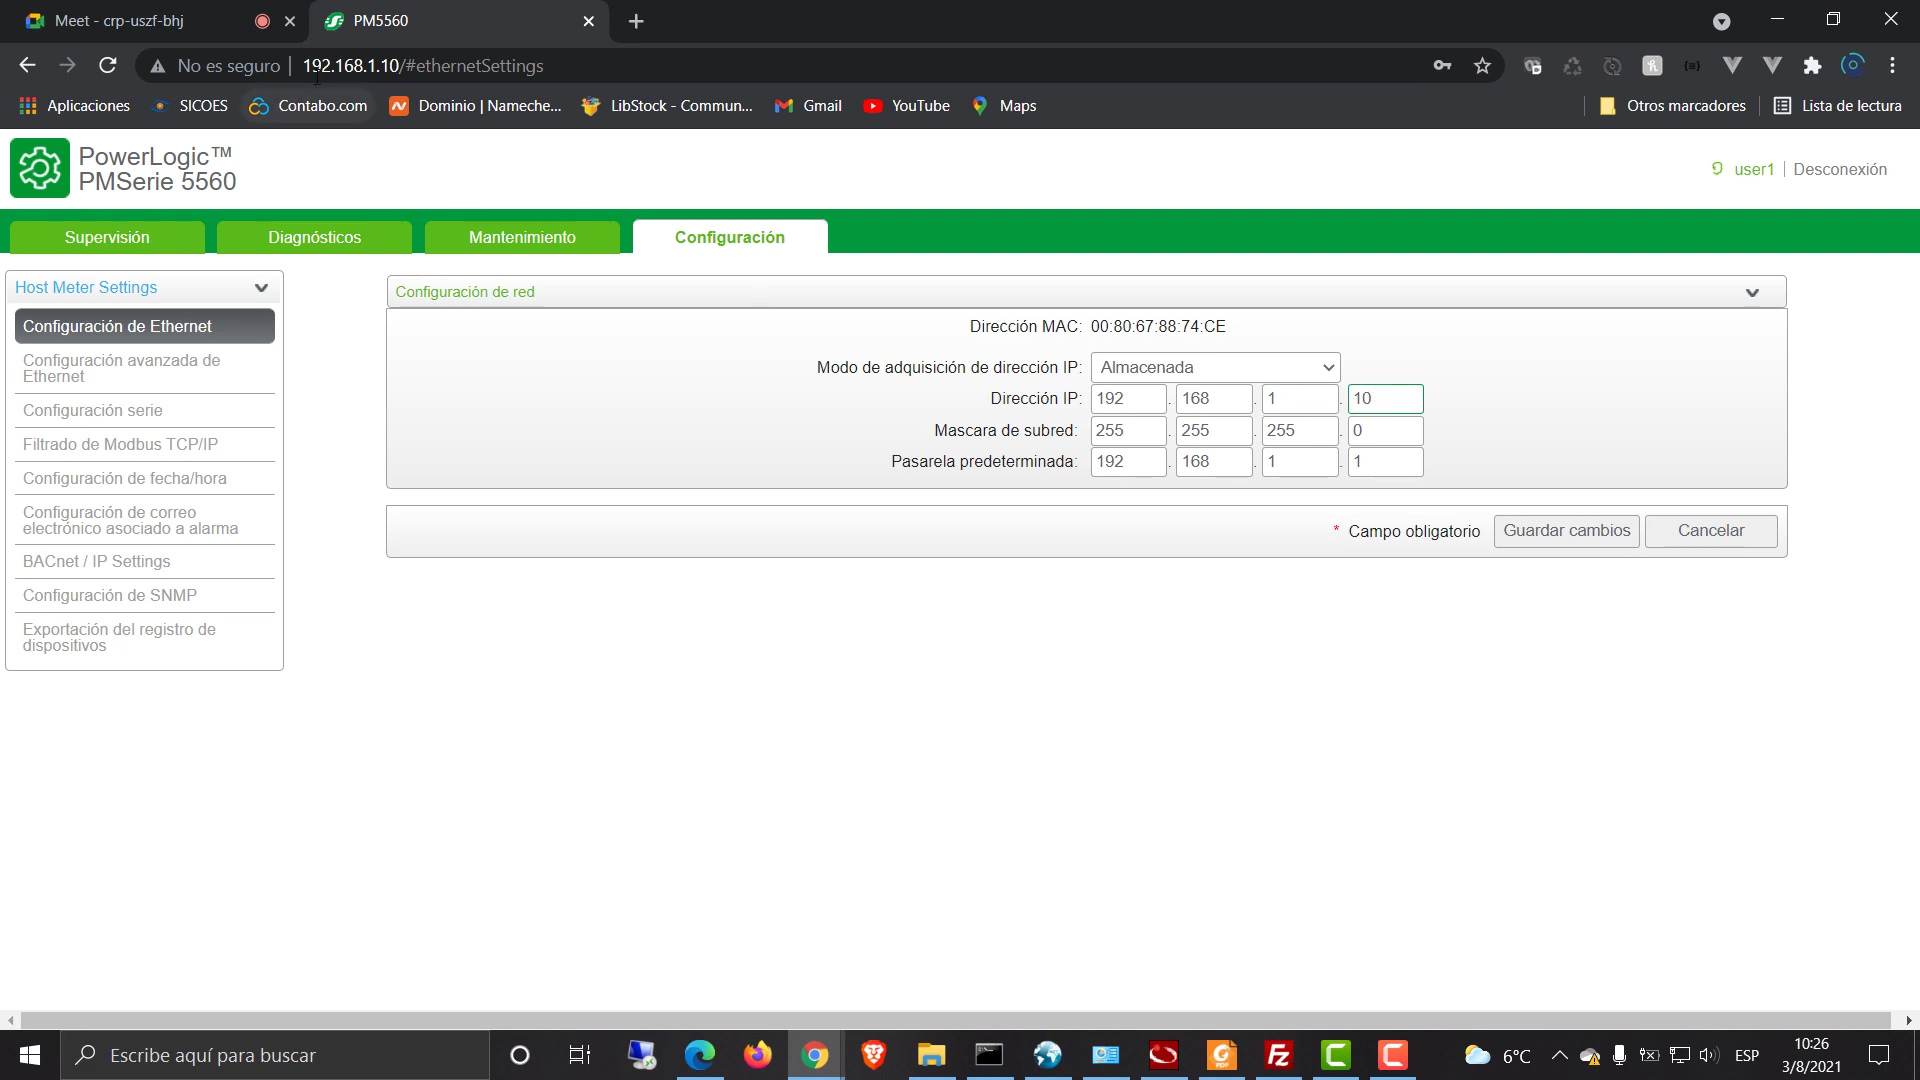 Meet - crp-uszf-bhj
PM5560
No es seguro
192.168.1.10/#ethernetSettings
Aplicaciones
SICOES
Contabo.com
Dominio | Nameche...
LibStock - Commun...
Gmail
YouTube
Maps
Otros marcadores
Lista de lectura
PowerLogic™
PMSerie 5560
user1
Desconexión
Supervisión
Diagnósticos
Mantenimiento
Configuración
Host Meter Settings
Configuración de Ethernet
Configuración avanzada de
Ethernet
Configuración serie
Filtrado de Modbus TCP/IP
Configuración de fecha/hora
Configuración de correo
electrónico asociado a alarma
BACnet / IP Settings
Configuración de SNMP
Exportación del registro de
dispositivos
Configuración de red
Dirección MAC: 00:80:67:88:74:CE
Modo de adquisición de dirección IP: Almacenada
Dirección IP: 192 . 168 . 1 . 10
Mascara de subred: 255 . 255 . 255 . 0
Pasarela predeterminada: 192 . 168 . 1 . 1
* Campo obligatorio
Guardar cambios
Cancelar
Escribe aquí para buscar
6°C
ESP
10:26
3/8/2021